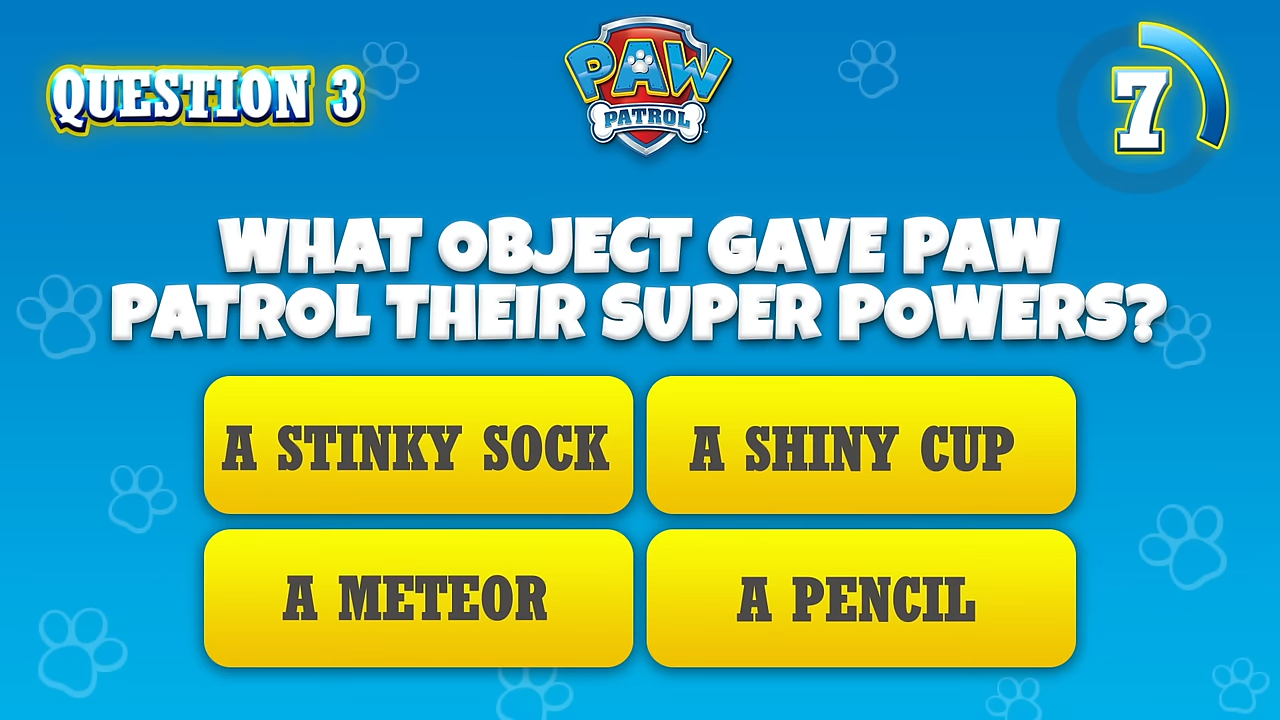 QUESTION 3
PAW
PATROL
7
WHAT OBJECT GAVE PAW
PATROL THEIR SUPER POWERS?
A STINKY SOCK
A SHINY CUP
A METEOR
A PENCIL